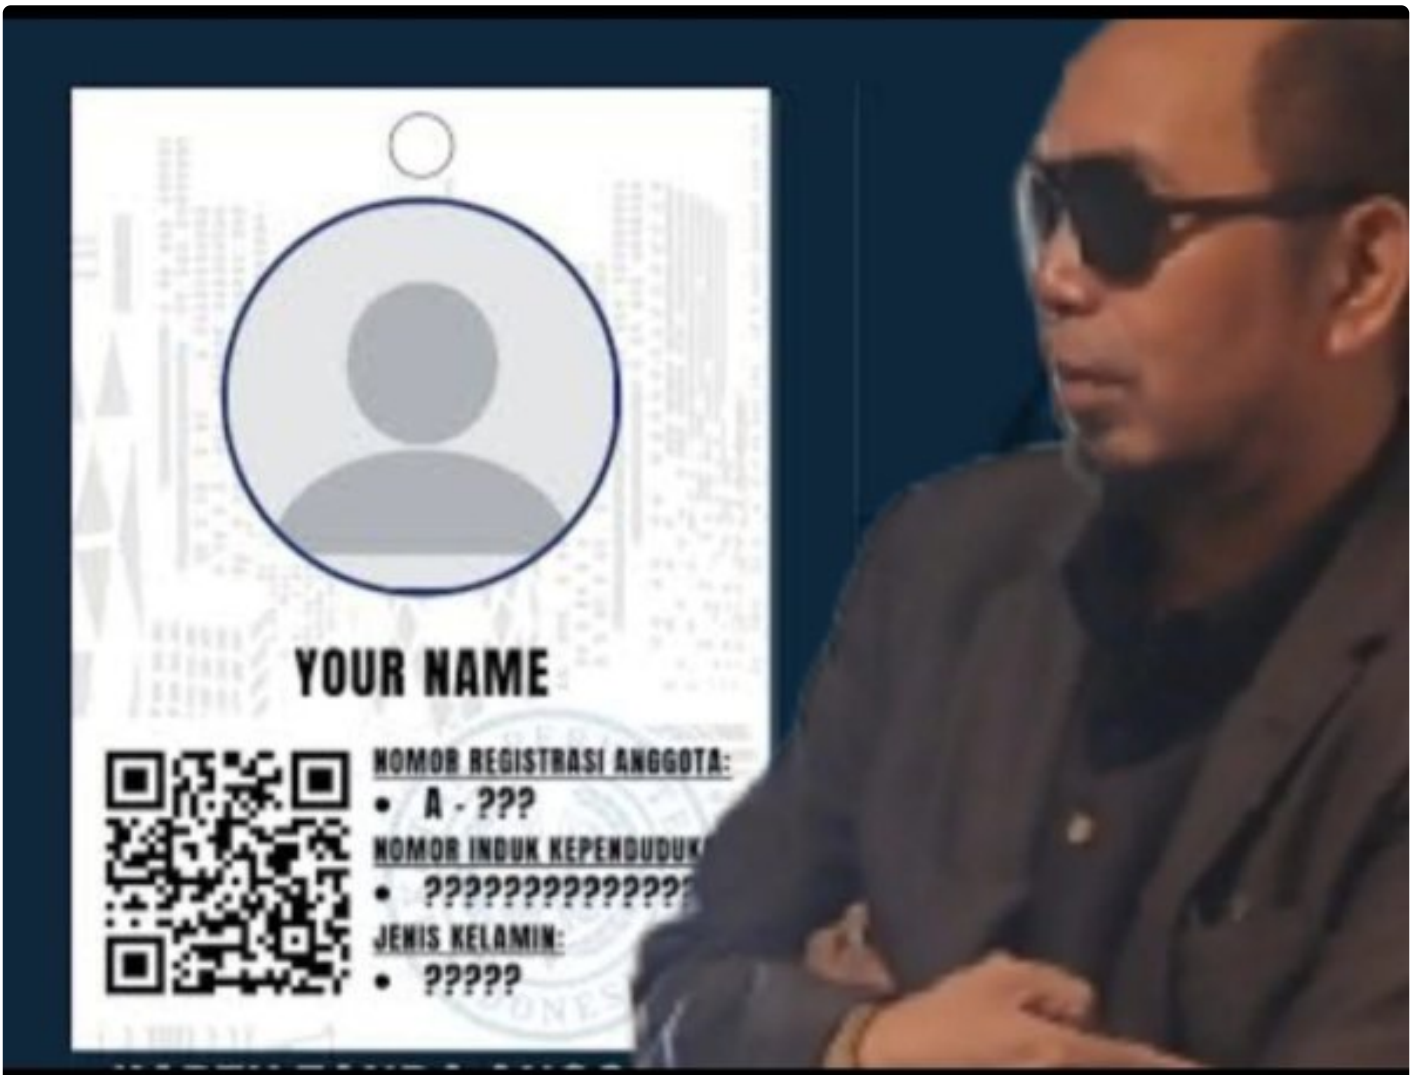 YOUR NAME
NOMOR REGISTRASI ANGGOTA:
• A - ???
NOMOR INDUK KEPENDUDUK
• ??????????????
JENIS KELAMIN:
• ?????